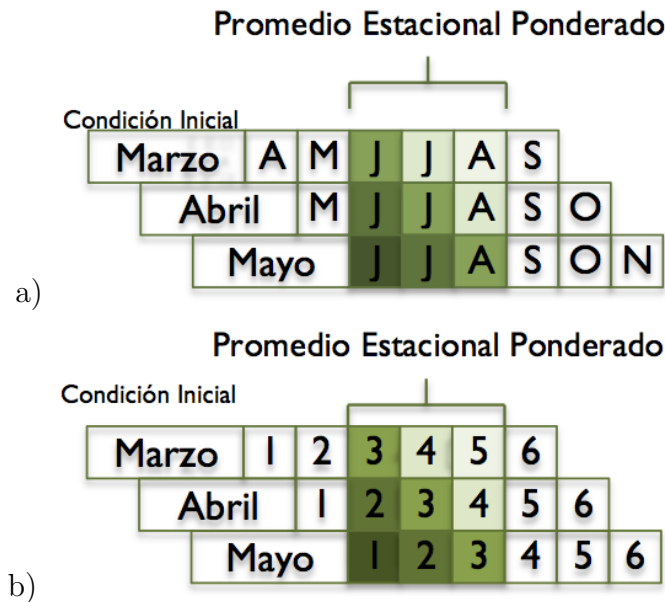 Promedio Estacional Ponderado
Condición Inicial
Marzo A M J J A S
Abril M J J A S O
Mayo J J A S O N
a)
Promedio Estacional Ponderado
Condición Inicial
Marzo 1 2 3 4 5 6
Abril 1 2 3 4 5 6
Mayo 1 2 3 4 5 6
b)